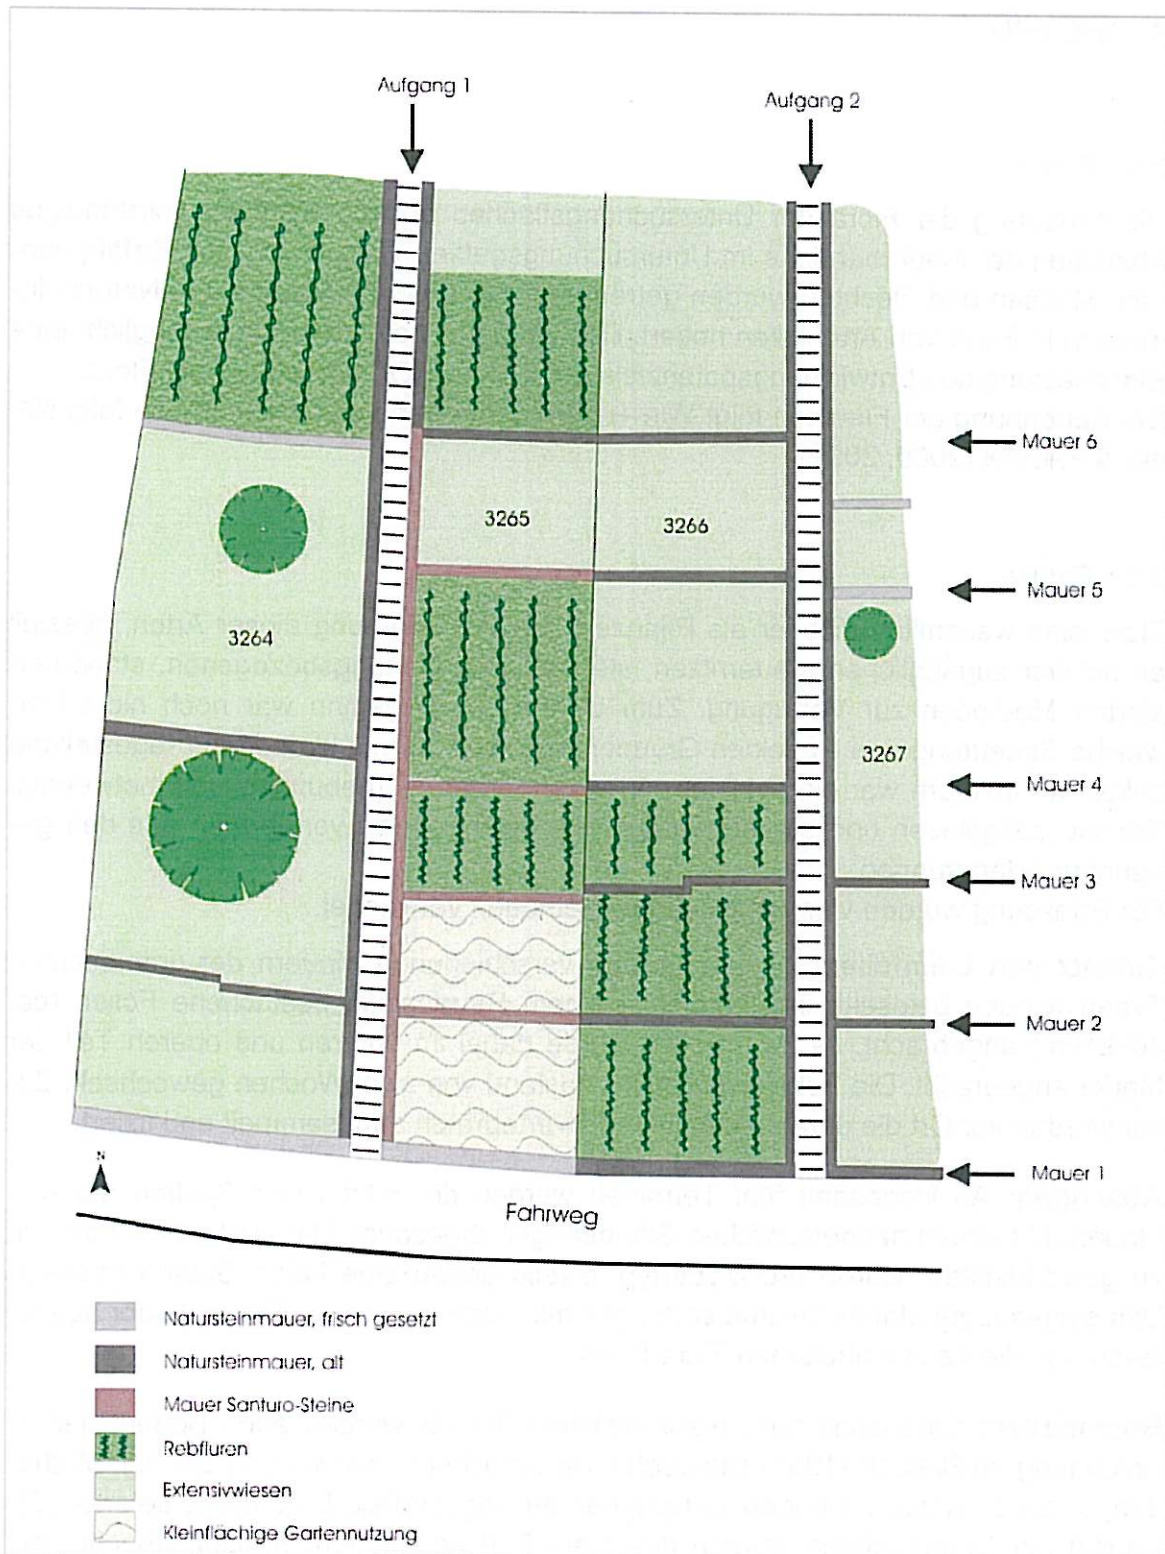 Aufgang 1
Aufgang 2
Mauer 6
3265
3266
Mauer 5
3264
3267
Mauer 4
Mauer 3
Mauer 2
Mauer 1
N
Fahrweg
Natursteinmauer, frisch gesetzt
Natursteinmauer, alt
Mauer Santuro-Steine
Rebfluren
Extensivwiesen
Kleinflächige Gartennutzung